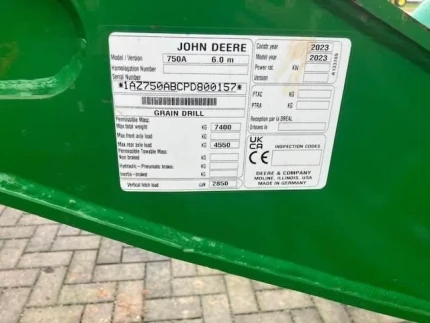 JOHN DEERE
Model / Version 750A 6.0 m
Homologation Number
Serial Number
*1AZ750ABCPD800157*
GRAIN DRILL
Permissible Mass:
Max total weight KG 7400
Max front axle load KG
Max rear axle load KG 4550
Permissible Towable Mass:
Non braked KG
Hydraulic- Pneumatic brakes KG
Inertia - braked KG
Vertical hitch load KG 2850
Constr.year 2023
Model year 2023
Power rot. KW
Version
PTAC KG
PTRA KG
Reception par la DREAL
UK
CA
CE
INSPECTION CODES
DEERE & COMPANY
MOLINE, ILLINOIS, USA
MADE IN GERMANY